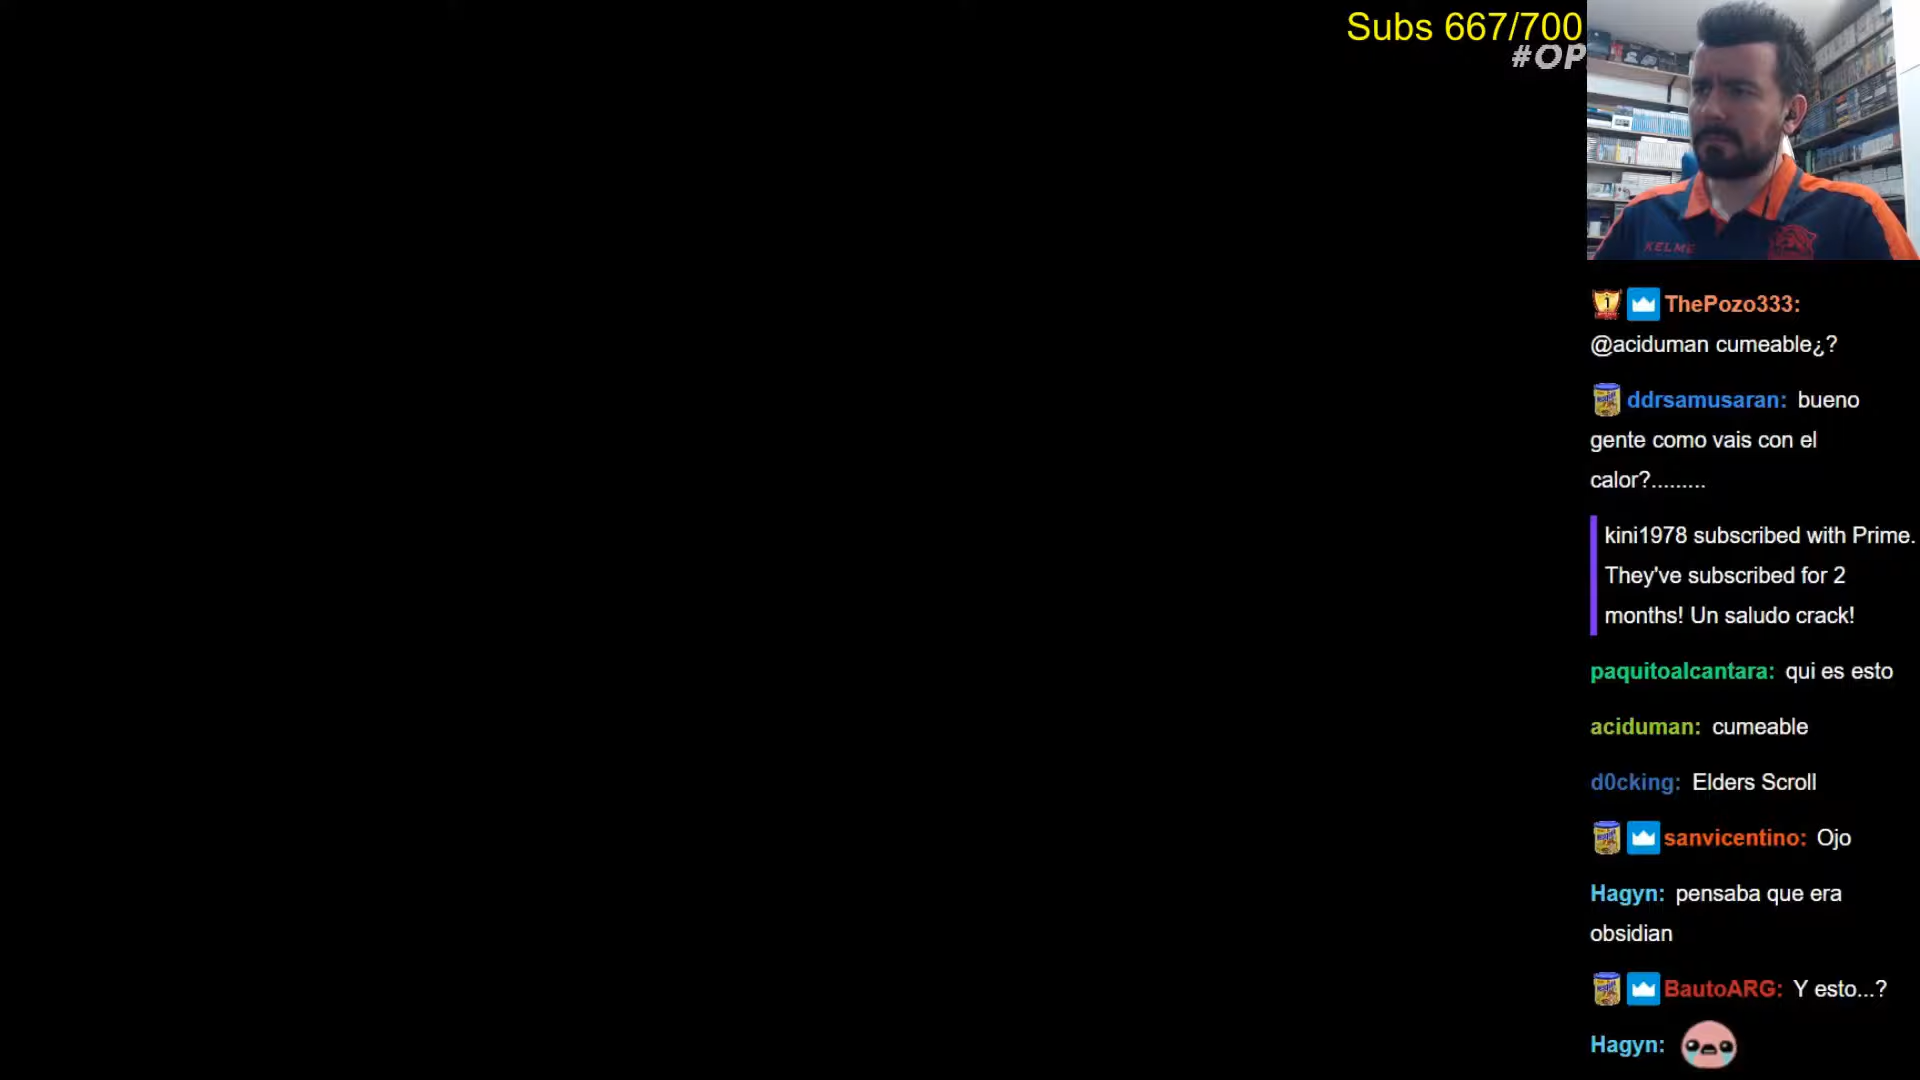 Subs 667/700
#OP
KELME
ThePozo333:
@aciduman cumeable¿?
ddrsamusaran: bueno
gente como vais con el
calor?.........
kini1978 subscribed with Prime.
They've subscribed for 2
months! Un saludo crack!
paquitoalcantara: qui es esto
aciduman: cumeable
d0cking: Elders Scroll
sanvicentino: Ojo
Hagyn: pensaba que era
obsidian
BautoARG: Y esto...?
Hagyn: